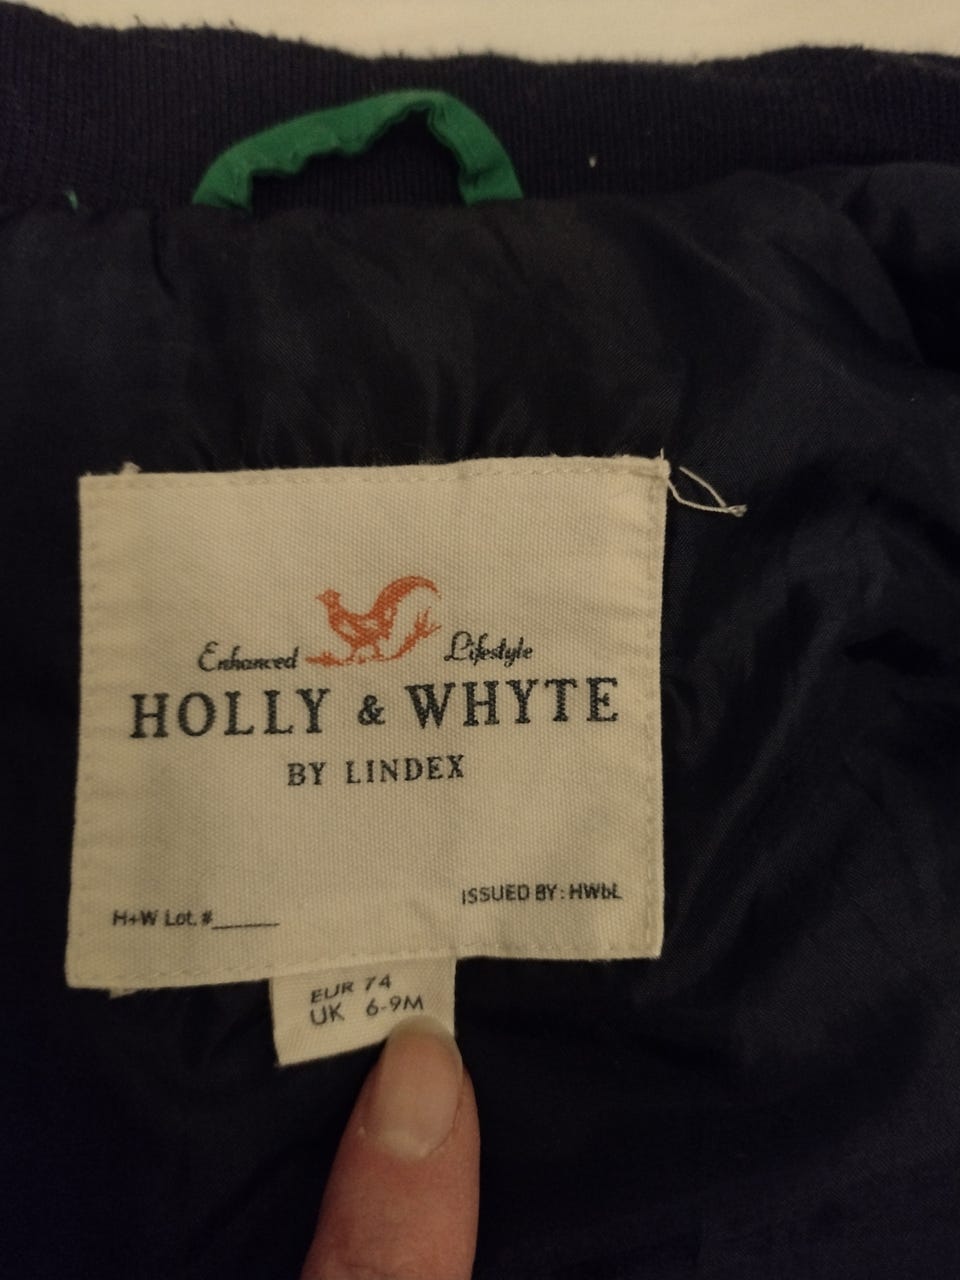 Enhanced Lifestyle
HOLLY & WHYTE
BY LINDEX
ISSUED BY: HWbL
H+W Lot. #______
EUR 74
UK 6-9M